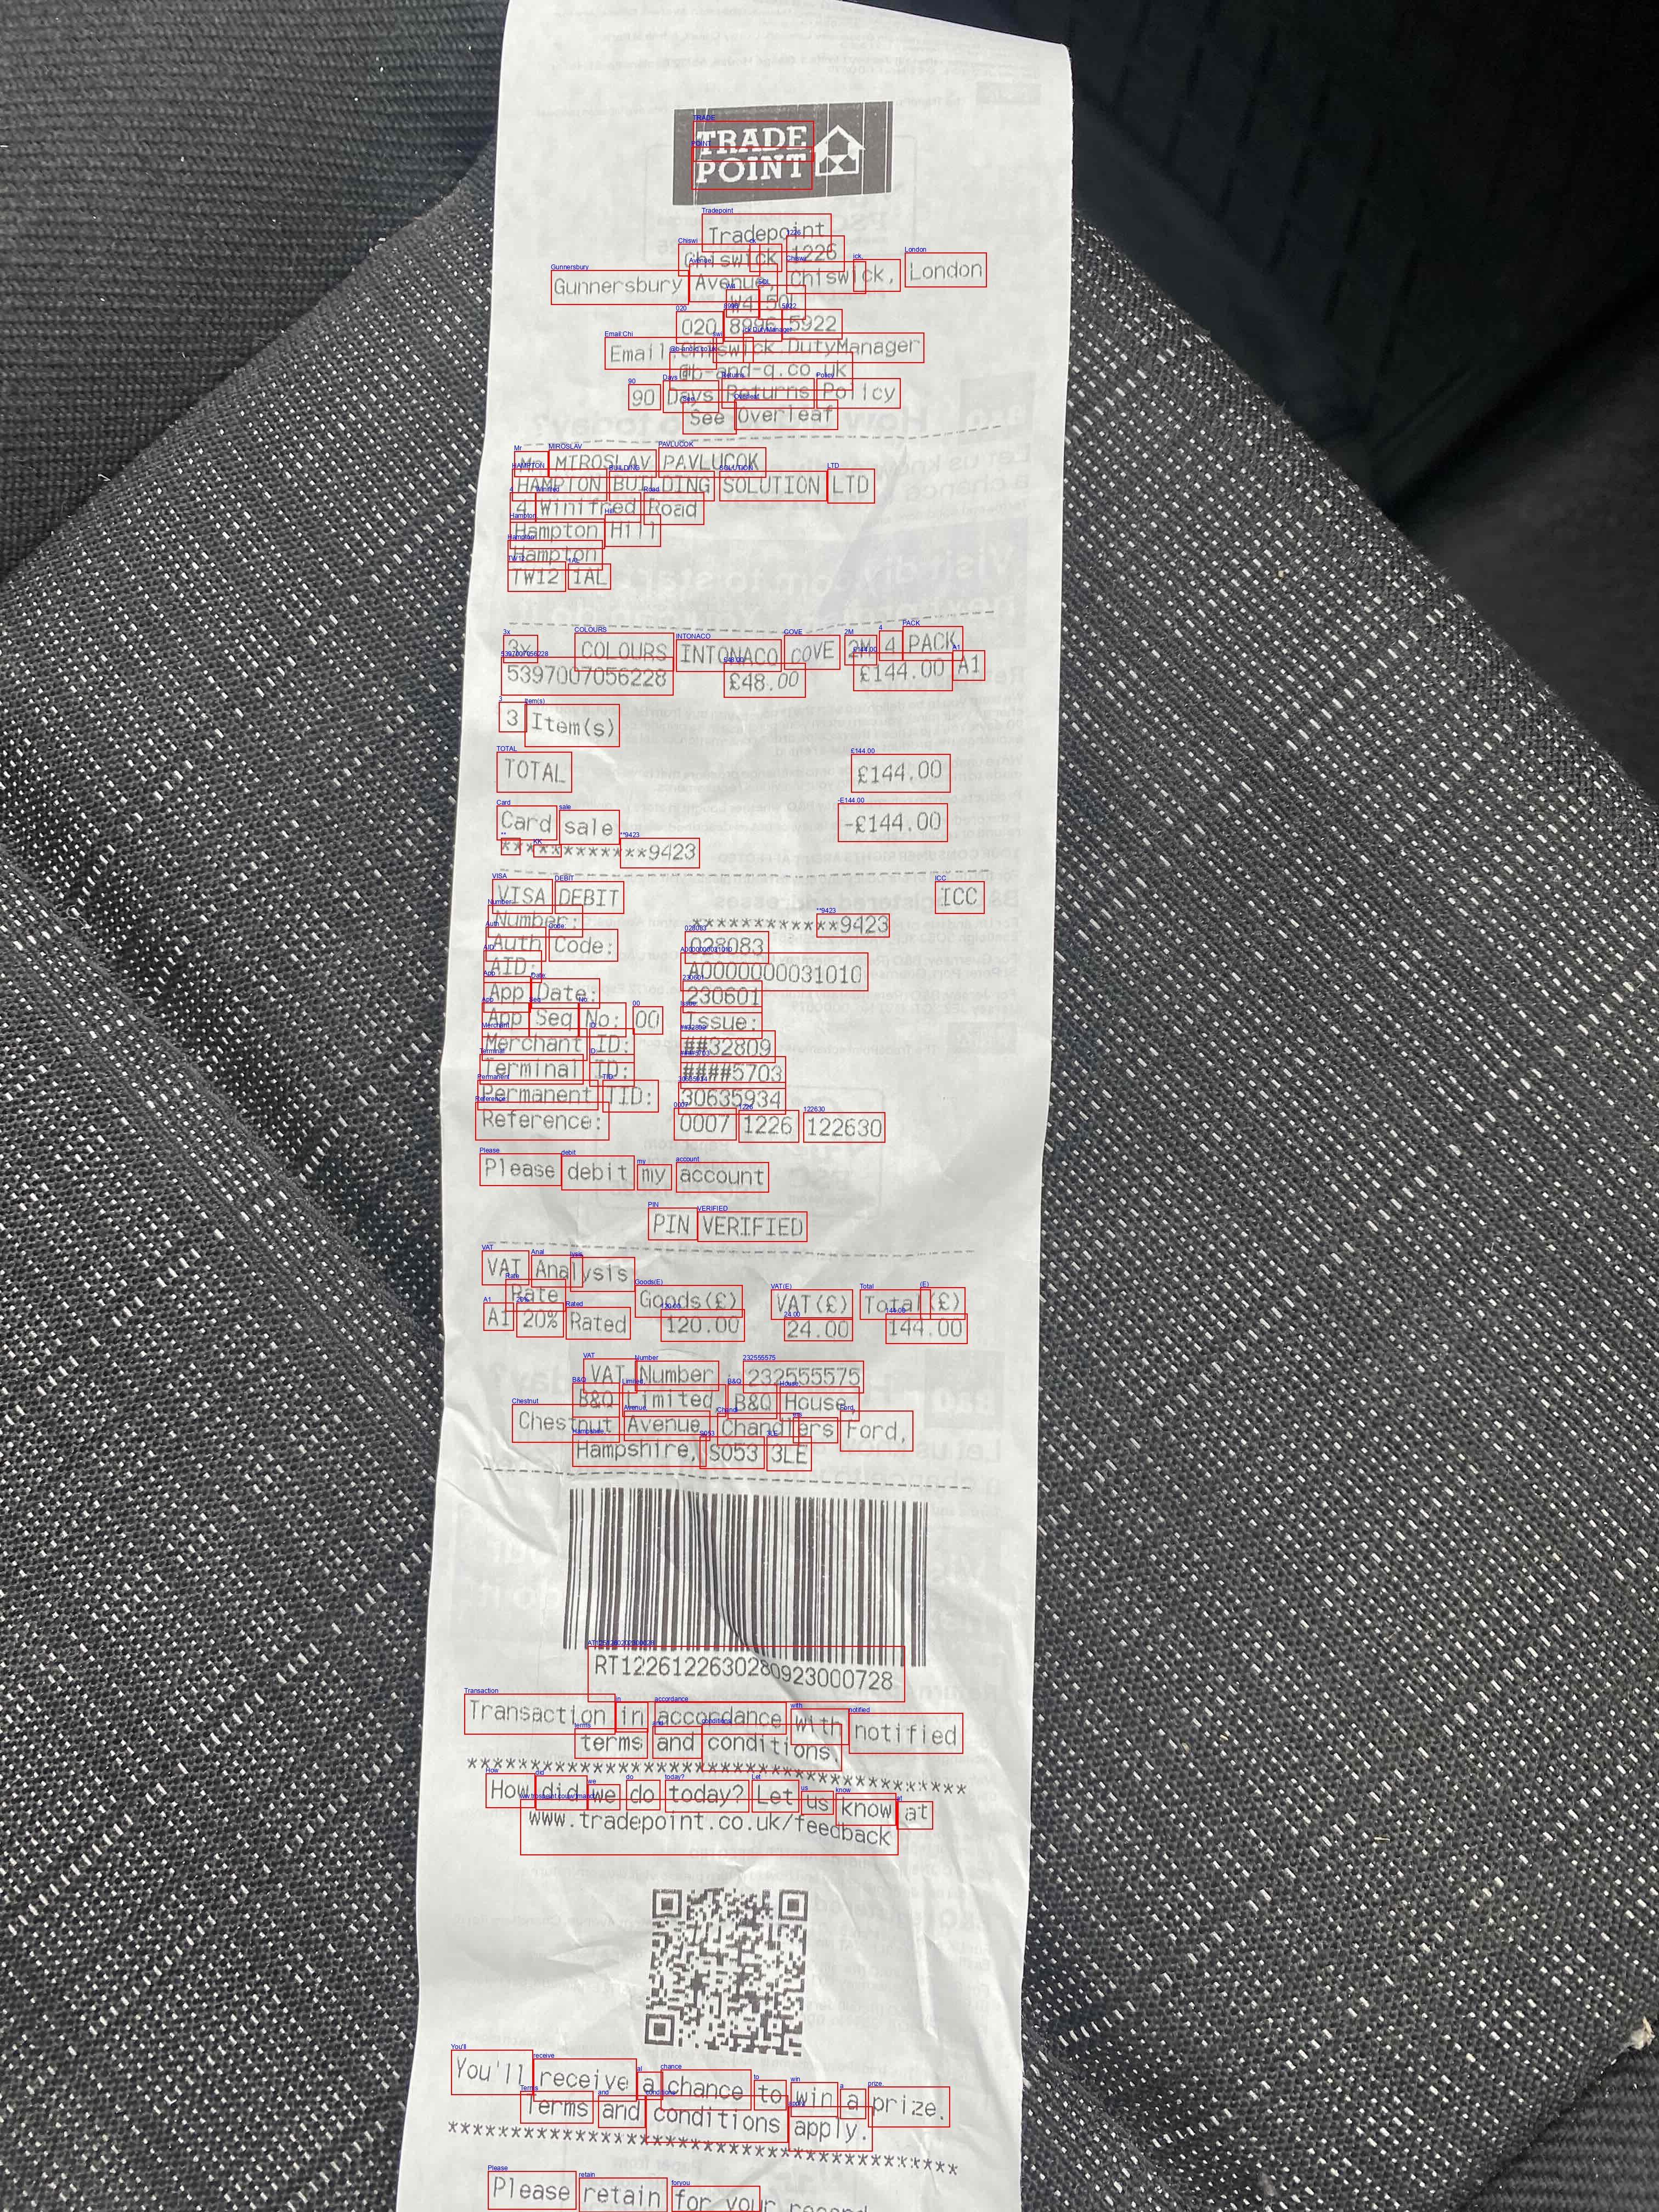 TRADE
POINT
Tradepoint
Chiswick 1226
Gunnersbury Avenue, Chiswick, London
W4 5QL
020 8996 5922
Email:Chiswick.DutyManager
@b-and-q.co.uk
90 Days Returns Policy
See Overleaf
Mr MIROSLAV PAVLUCOK
HAMPTON BUILDING SOLUTION LTD
4 Winifred Road
Hampton Hill
Hampton
TW12 1AL
3x COLOURS INTONACO COVE 2M 4 PACK
5397007056228 £48.00 £144.00 A1
3 Item(s)
TOTAL £144.00
Card sale -£144.00
************9423
VISA DEBIT ICC
Number: ************9423
Auth Code: 028083
AID: A0000000031010
App Date: 230601
App Seq No: 00 Issue:
Merchant ID: ##32809
Terminal ID: ####5703
Permanent TID: 30635934
Reference: 0007 1226 122630
Please debit my account
PIN VERIFIED
VAT Analysis
Rate Goods(£) VAT(£) Total(£)
A1 20% Rated 120.00 24.00 144.00
VAT Number 232555575
B&Q Limited, B&Q House,
Chestnut Avenue, Chandlers Ford,
Hampshire, SO53 3LE
RT122612263028092300​0728
Transaction in accordance with notified
terms and conditions.
****************************************
How did we do today? Let us know at
www.tradepoint.co.uk/feedback
You'll receive a chance to win a prize.
Terms and conditions apply.
****************************************
Please retain for your record